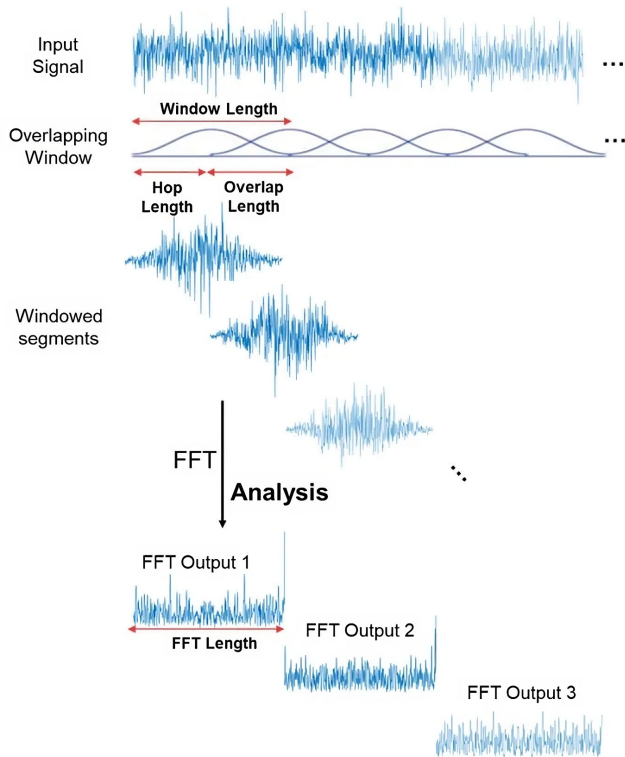 Input
Signal
...
Window Length
Overlapping
Window
...
Hop
Length
Overlap
Length
Windowed
segments
...
FFT
Analysis
FFT Output 1
FFT Length
FFT Output 2
FFT Output 3